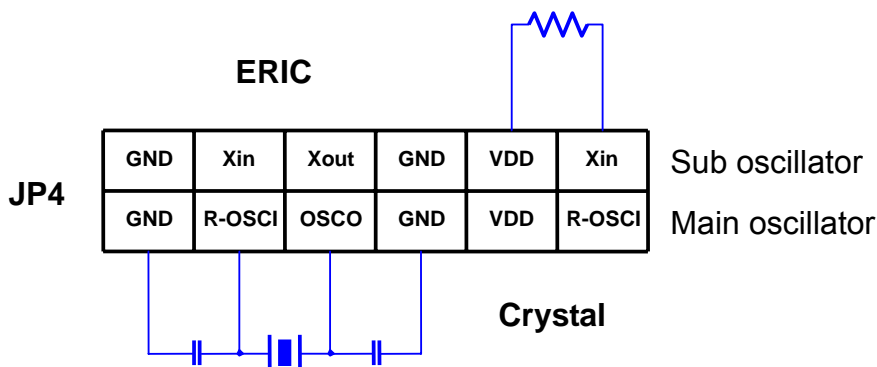 ERIC
GND Xin Xout GND VDD Xin Sub oscillator
JP4
GND R-OSCI OSCO GND VDD R-OSCI Main oscillator
Crystal